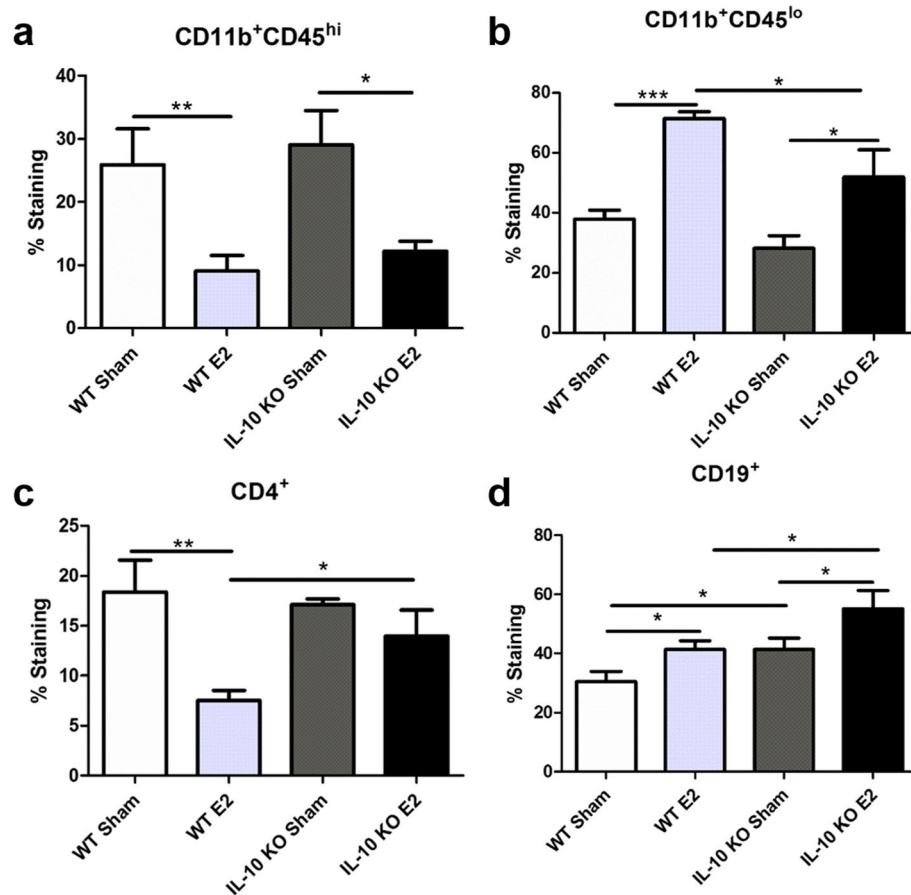 a
CD11b⁺CD45ʰⁱ
% Staining
40
30
20
10
0
*
**
WT Sham
WT E2
IL-10 KO Sham
IL-10 KO E2
b
CD11b⁺CD45ˡᵒ
% Staining
80
60
40
20
0
*
***
*
WT Sham
WT E2
IL-10 KO Sham
IL-10 KO E2
c
CD4⁺
% Staining
25
20
15
10
5
0
**
*
WT Sham
WT E2
IL-10 KO Sham
IL-10 KO E2
d
CD19⁺
% Staining
80
60
40
20
0
*
*
*
*
WT Sham
WT E2
IL-10 KO Sham
IL-10 KO E2